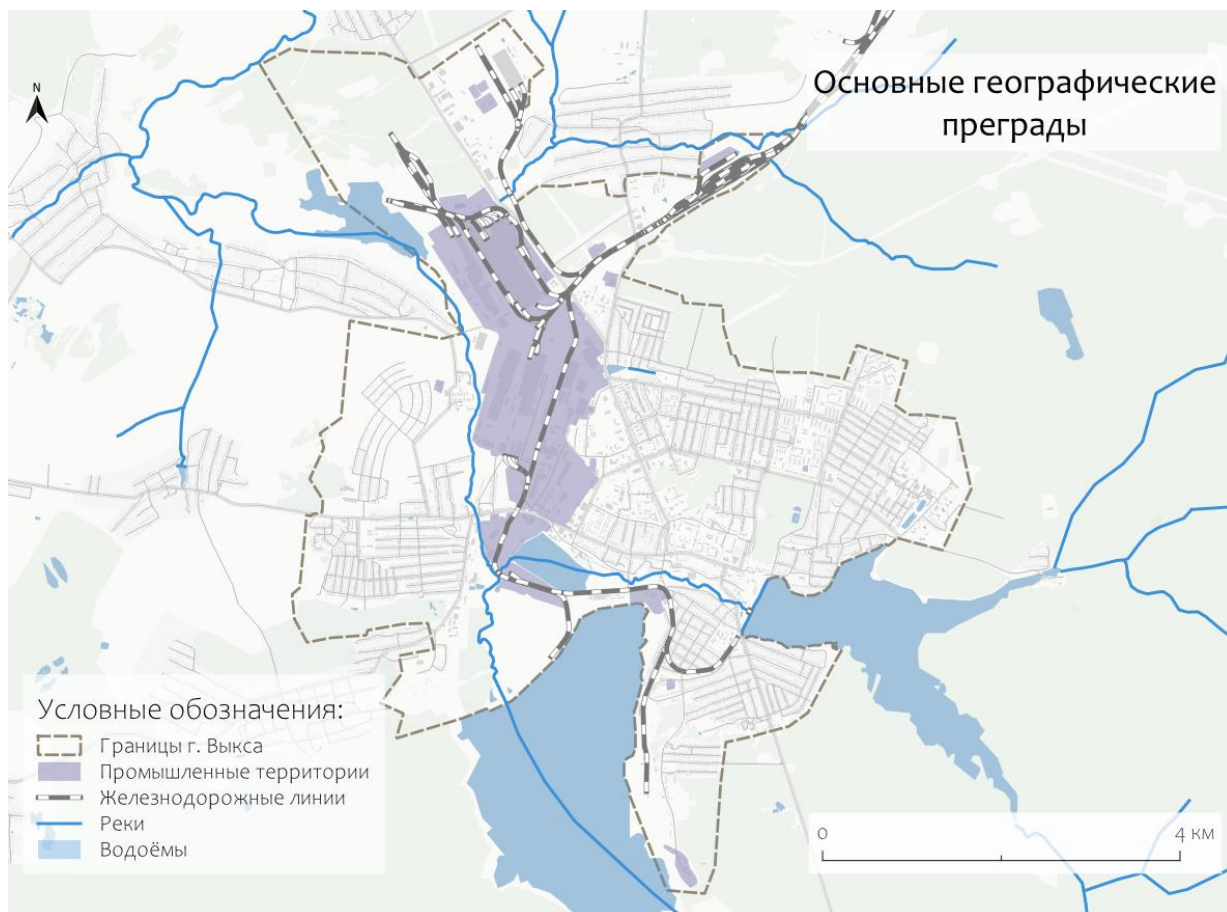 N
Основные географические
преграды
Условные обозначения:
Границы г. Выкса
Промышленные территории
Железнодорожные линии
Реки
Водоёмы
0 4 км